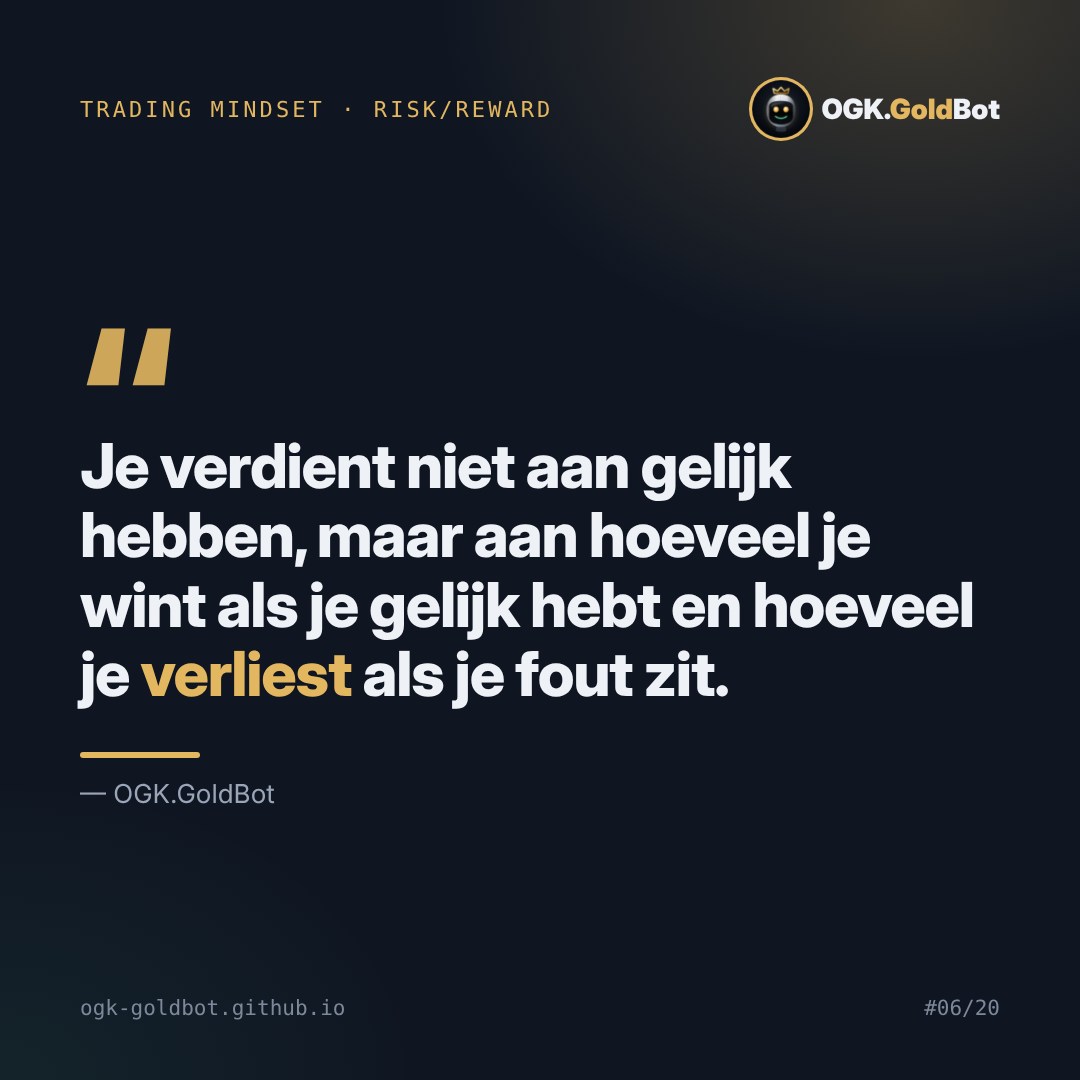 TRADING MINDSET · RISK/REWARD
OGK.GoldBot
"
Je verdient niet aan gelijk
hebben, maar aan hoeveel je
wint als je gelijk hebt en hoeveel
je verliest als je fout zit.
— OGK.GoldBot
ogk-goldbot.github.io
#06/20